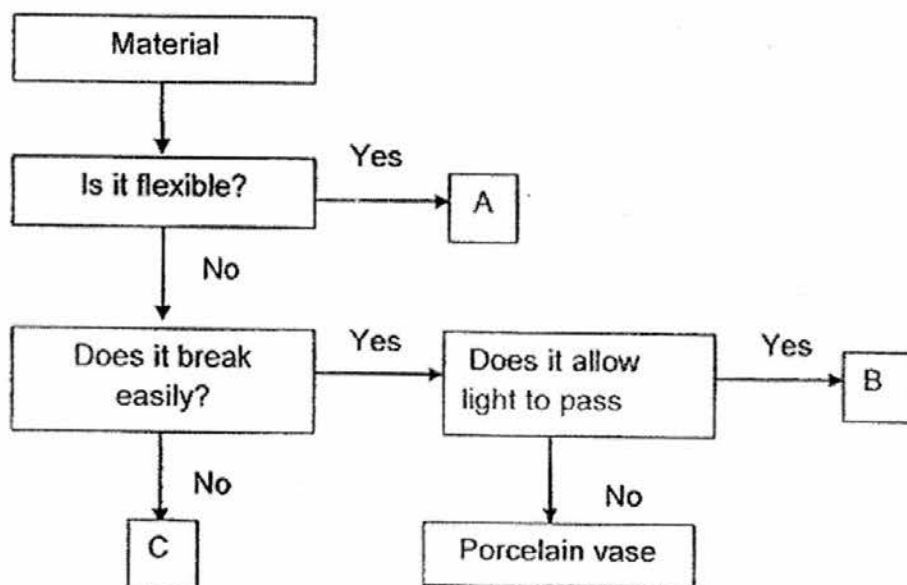 Material
Is it flexible?
Yes
A
No
Does it break
easily?
Yes
Does it allow
light to pass
Yes
B
No
C
No
Porcelain vase